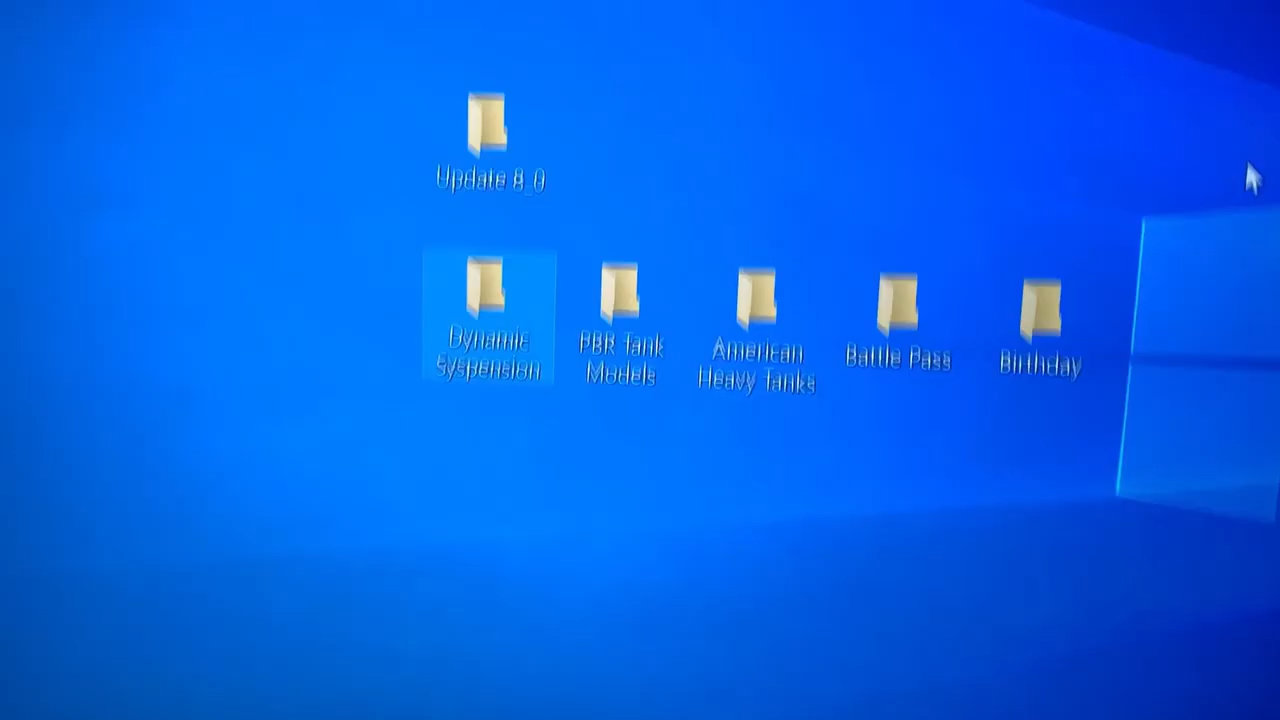 Update 8_0
Dynamic
Suspension
PBR Tank
Models
American
Heavy Tanks
Battle Pass
Birthday